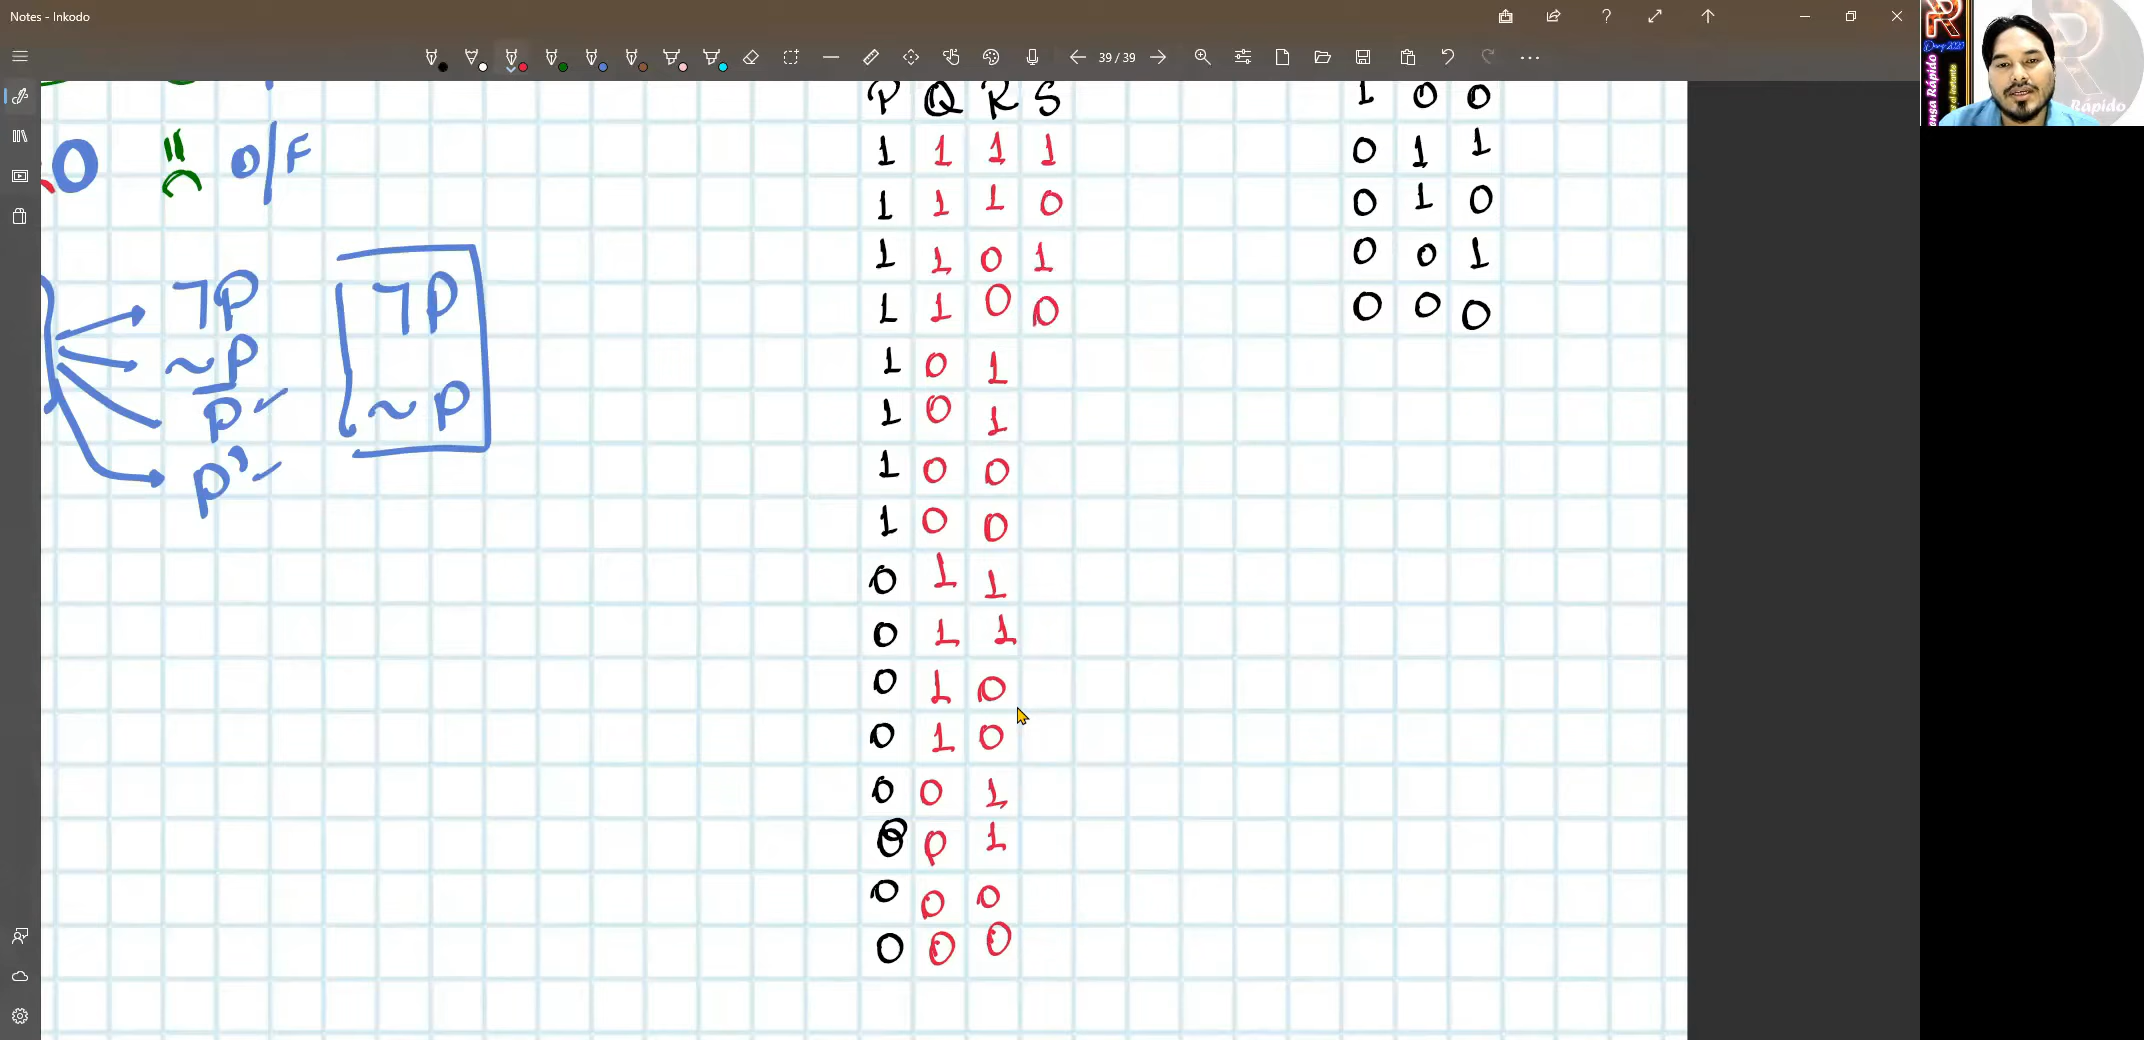 Notes - Inkodo
39 / 39
0 0/F
¬P
~P
P̅
P'
¬P
~P
P Q R S
1 1 1 1
1 1 1 0
1 1 0 1
1 1 0 0
1 0 1
1 0 1
1 0 0
1 0 0
0 1 1
0 1 1
0 1 0
0 1 0
0 0 1
0 0 1
0 0 0
0 0 0
1 0 0
0 1 1
0 1 0
0 0 1
0 0 0
Rápido